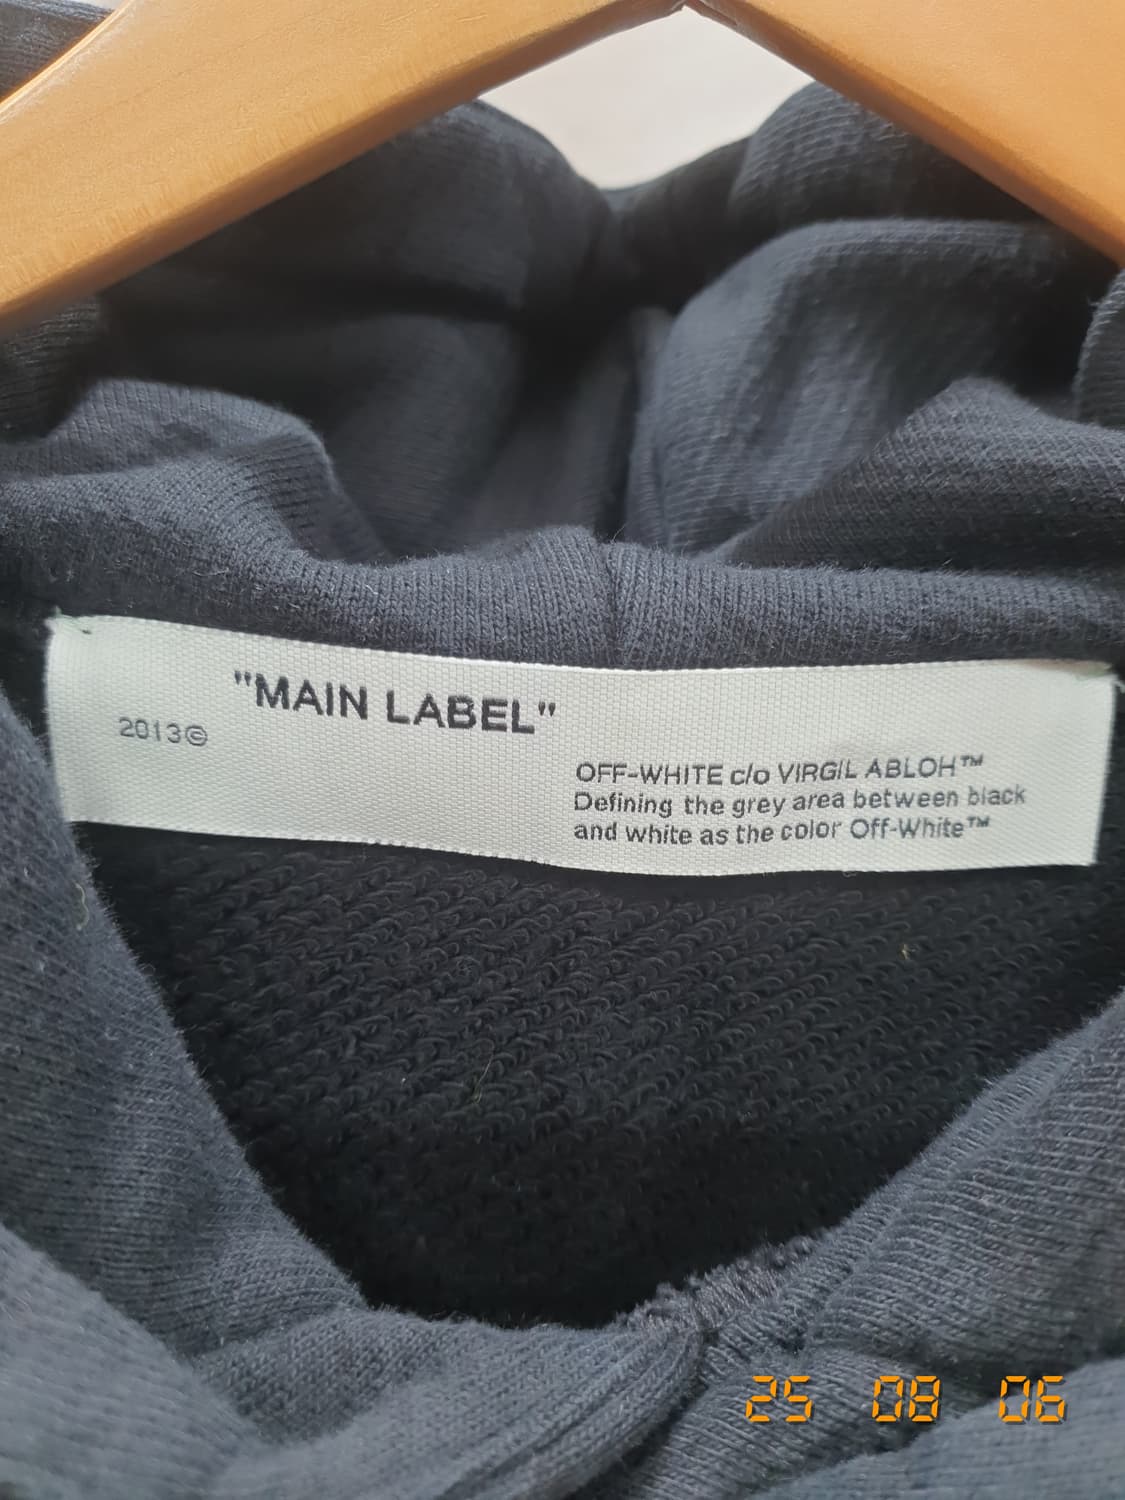 "MAIN LABEL"
2013©
OFF-WHITE c/o VIRGIL ABLOH™
Defining the grey area between black
and white as the color Off-White™
25 08 06